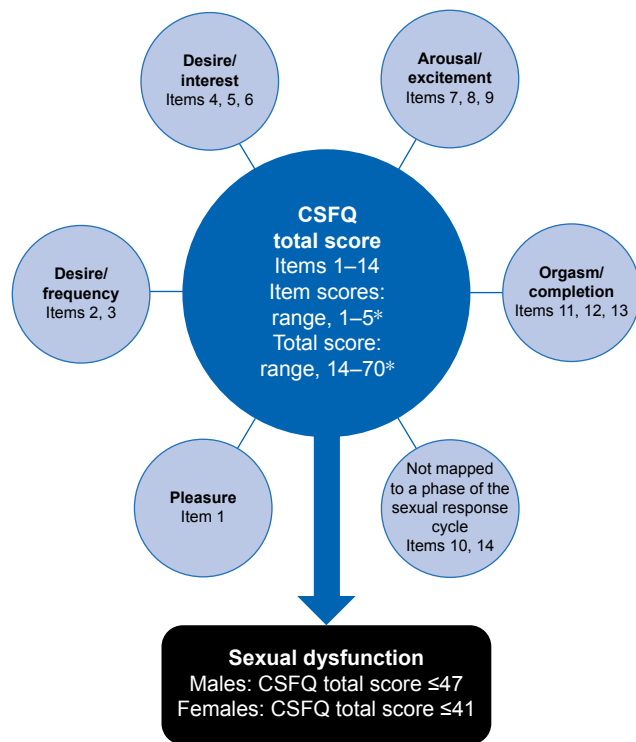 Desire/
interest
Items 4, 5, 6
Arousal/
excitement
Items 7, 8, 9
CSFQ
total score
Items 1–14
Item scores:
range, 1–5*
Total score:
range, 14–70*
Desire/
frequency
Items 2, 3
Orgasm/
completion
Items 11, 12, 13
Pleasure
Item 1
Not mapped
to a phase of the
sexual response
cycle
Items 10, 14
Sexual dysfunction
Males: CSFQ total score ≤47
Females: CSFQ total score ≤41